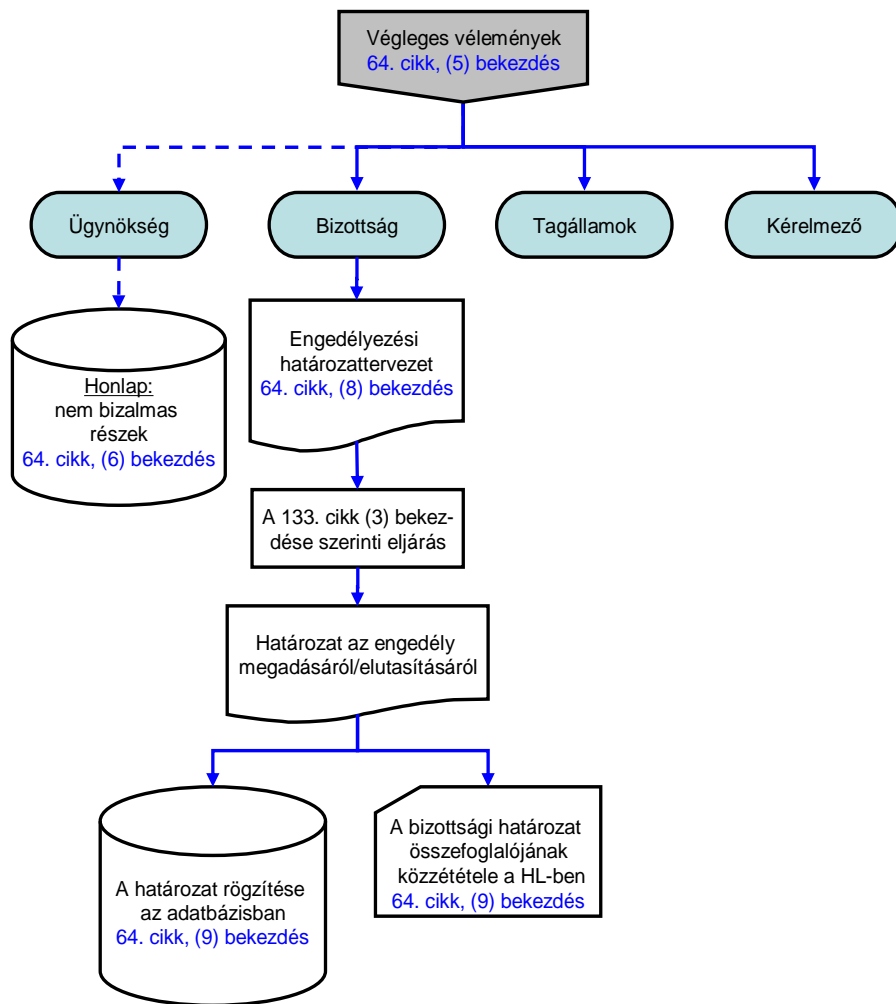 Végleges vélemények
64. cikk, (5) bekezdés
Ügynökség
Bizottság
Tagállamok
Kérelmező
Honlap:
nem bizalmas
részek
64. cikk, (6) bekezdés
Engedélyezési
határozattervezet
64. cikk, (8) bekezdés
A 133. cikk (3) bekez-
dése szerinti eljárás
Határozat az engedély
megadásáról/elutasításáról
A határozat rögzítése
az adatbázisban
64. cikk, (9) bekezdés
A bizottsági határozat
összefoglalójának
közzététele a HL-ben
64. cikk, (9) bekezdés